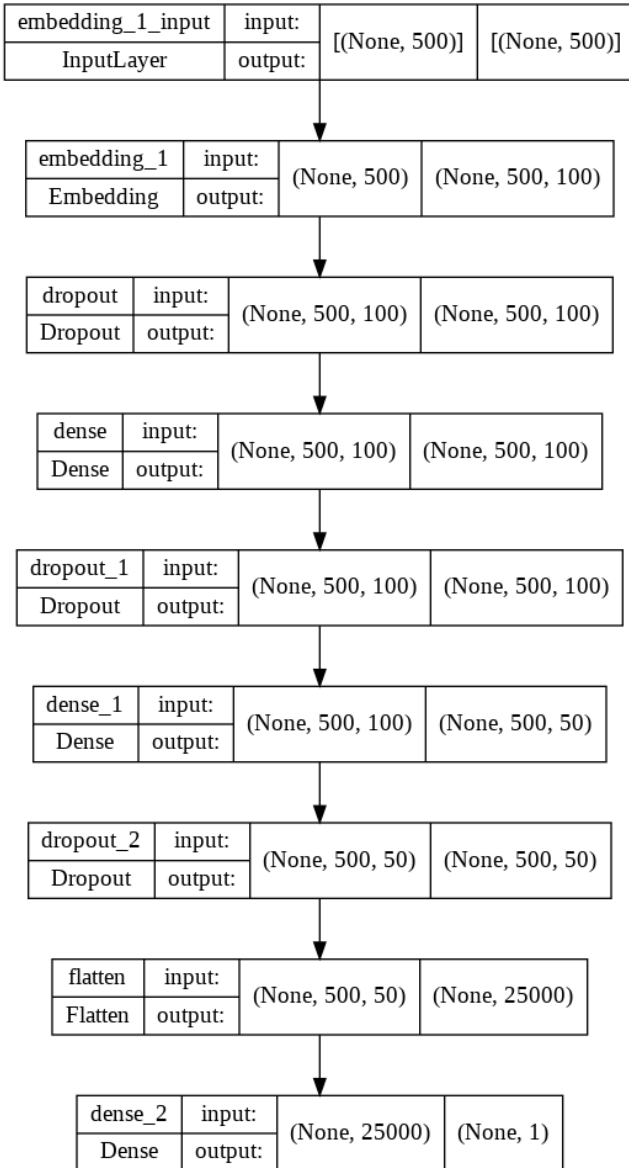 embedding_1_input input: [(None, 500)] [(None, 500)]
InputLayer output:
embedding_1 input: (None, 500) (None, 500, 100)
Embedding output:
dropout input: (None, 500, 100) (None, 500, 100)
Dropout output:
dense input: (None, 500, 100) (None, 500, 100)
Dense output:
dropout_1 input: (None, 500, 100) (None, 500, 100)
Dropout output:
dense_1 input: (None, 500, 100) (None, 500, 50)
Dense output:
dropout_2 input: (None, 500, 50) (None, 500, 50)
Dropout output:
flatten input: (None, 500, 50) (None, 25000)
Flatten output:
dense_2 input: (None, 25000) (None, 1)
Dense output: